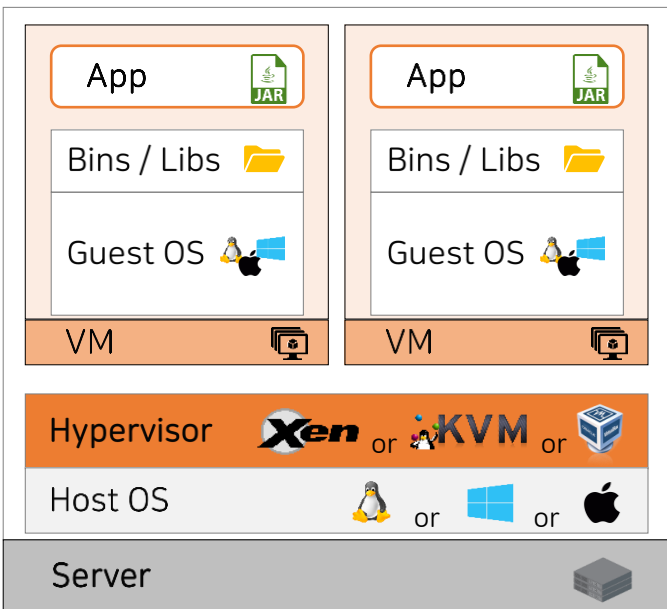 App
JAR
App
JAR
Bins / Libs
Bins / Libs
Guest OS
Guest OS
VM
VM
Hypervisor Xen or KVM or
Host OS or or
Server